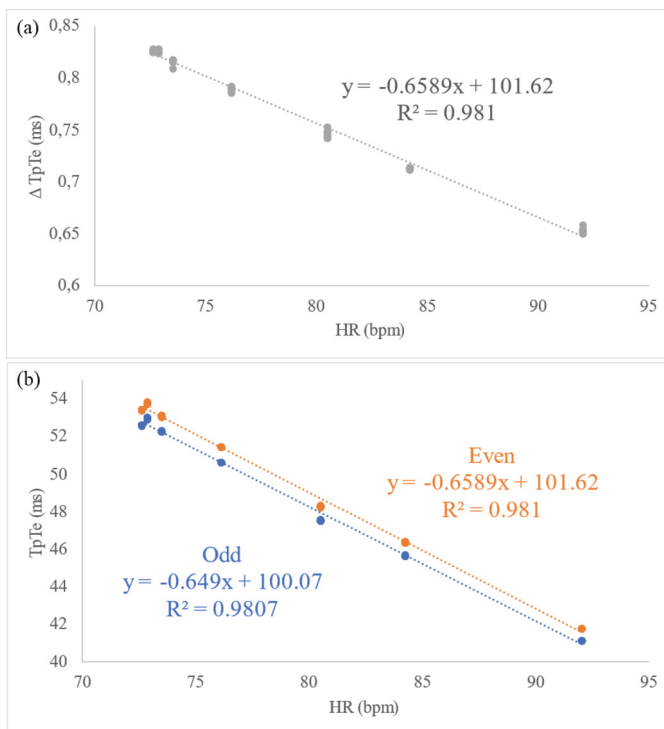 (a)
0,85
0,8
0,75
0,7
0,65
0,6
Δ TpTe (ms)
y = -0.6589x + 101.62
R² = 0.981
70 75 80 85 90 95
HR (bpm)
(b)
54
52
50
48
46
44
42
40
TpTe (ms)
Even
y = -0.6589x + 101.62
R² = 0.981
Odd
y = -0.649x + 100.07
R² = 0.9807
70 75 80 85 90 95
HR (bpm)